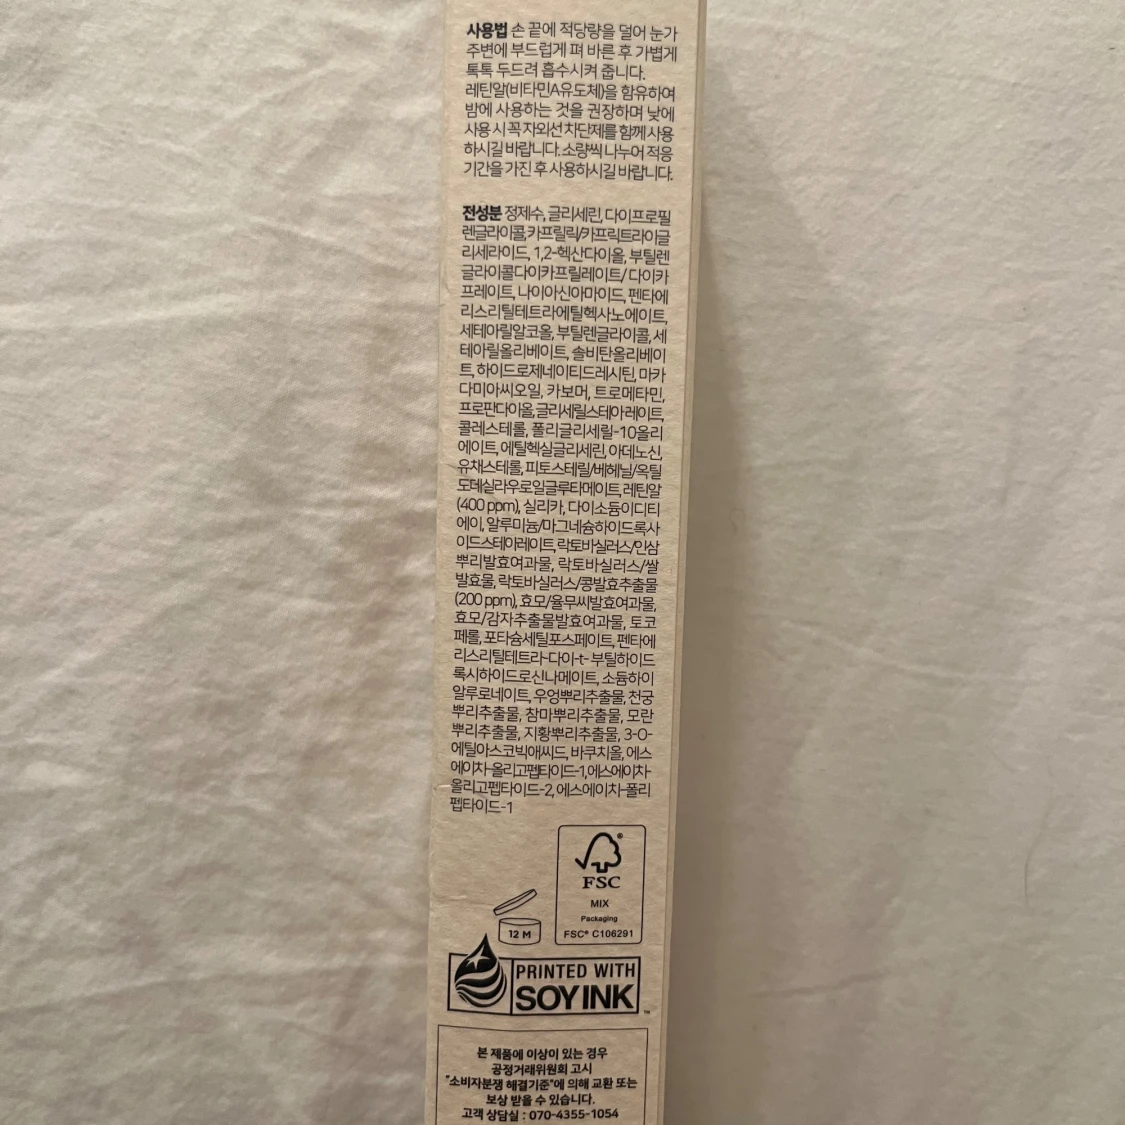 사용법 손 끝에 적당량을 덜어 눈가
주변에 부드럽게 펴 바른 후 가볍게
톡톡 두드려 흡수시켜 줍니다.
레틴알(비타민A유도체)을 함유하여
밤에 사용하는 것을 권장하며 낮에
사용 시 꼭 자외선 차단제를 함께 사용
하시길 바랍니다. 소량씩 나누어 적응
기간을 가진 후 사용하시길 바랍니다.
전성분 정제수, 글리세린, 다이프로필
렌글라이콜, 카프릴릭/카프릭트라이글
리세라이드, 1,2-헥산다이올, 부틸렌
글라이콜다이카프릴레이트/ 다이카
프레이트, 나이아신아마이드, 펜타에
리스리틸테트라에틸헥사노에이트,
세테아릴알코올, 부틸렌글라이콜, 세
테아릴올리베이트, 솔비탄올리베이
트, 하이드로제네이티드레시틴, 마카
다미아씨오일, 카보머, 트로메타민,
프로판다이올, 글리세릴스테아레이트,
콜레스테롤, 폴리글리세릴-10올리
에이트, 에틸헥실글리세린, 아데노신,
유채스테롤, 피토스테릴/베헤닐/옥틸
도데실라우로일글루타메이트, 레틴알
(400 ppm), 실리카, 다이소듐이디티
에이, 알루미늄/마그네슘하이드록사
이드스테아레이트, 락토바실러스/인삼
뿌리발효여과물, 락토바실러스/쌀
발효물, 락토바실러스/콩발효추출물
(200 ppm), 효모/율무씨발효여과물,
효모/감자추출물발효여과물, 토코
페롤, 포타슘세틸포스페이트, 펜타에
리스리틸테트라-다이-t-부틸하이드
록시하이드로신나메이트, 소듐하이
알루로네이트, 우엉뿌리추출물, 천궁
뿌리추출물, 참마뿌리추출물, 모란
뿌리추출물, 지황뿌리추출물, 3-O-
에틸아스코빅애씨드, 바쿠치올, 에스
에이차-올리고펩타이드-1, 에스에이차-
올리고펩타이드-2, 에스에이차-폴리
펩타이드-1
FSC
MIX
Packaging
FSC® C106291
12 M
PRINTED WITH
SOY INK ™
본 제품에 이상이 있는 경우
공정거래위원회 고시
"소비자분쟁 해결기준"에 의해 교환 또는
보상 받을 수 있습니다.
고객 상담실 : 070-4355-1054